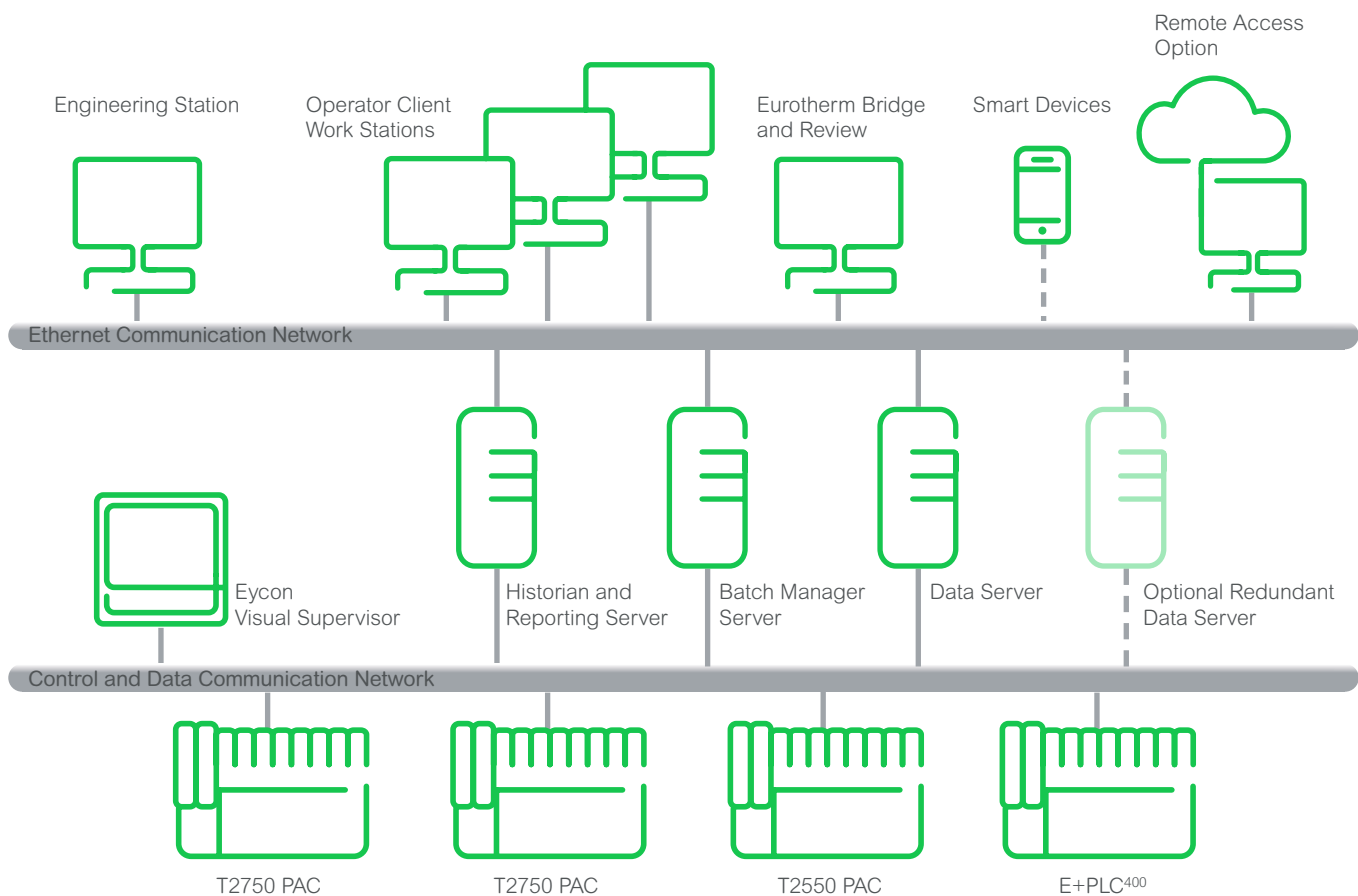 Remote Access
Option
Engineering Station
Operator Client
Work Stations
Eurotherm Bridge
and Review
Smart Devices
Ethernet Communication Network
Eycon
Visual Supervisor
Historian and
Reporting Server
Batch Manager
Server
Data Server
Optional Redundant
Data Server
Control and Data Communication Network
T2750 PAC
T2750 PAC
T2550 PAC
E+PLC⁴⁰⁰